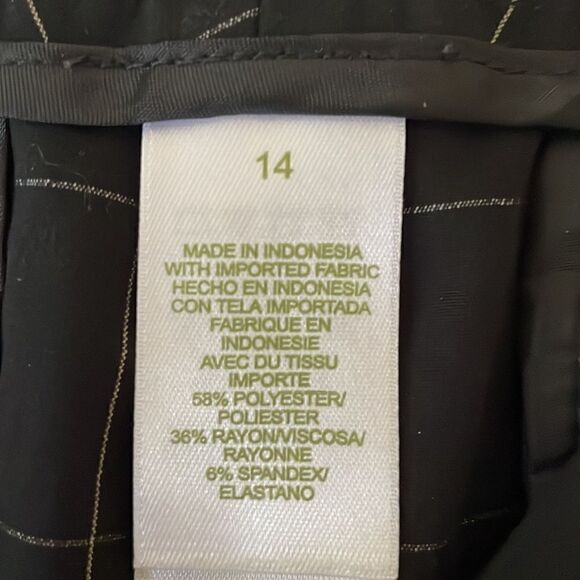 14
MADE IN INDONESIA
WITH IMPORTED FABRIC
HECHO EN INDONESIA
CON TELA IMPORTADA
FABRIQUE EN
INDONESIE
AVEC DU TISSU
IMPORTE
58% POLYESTER/
POLIESTER
36% RAYON/VISCOSA/
RAYONNE
6% SPANDEX/
ELASTANO